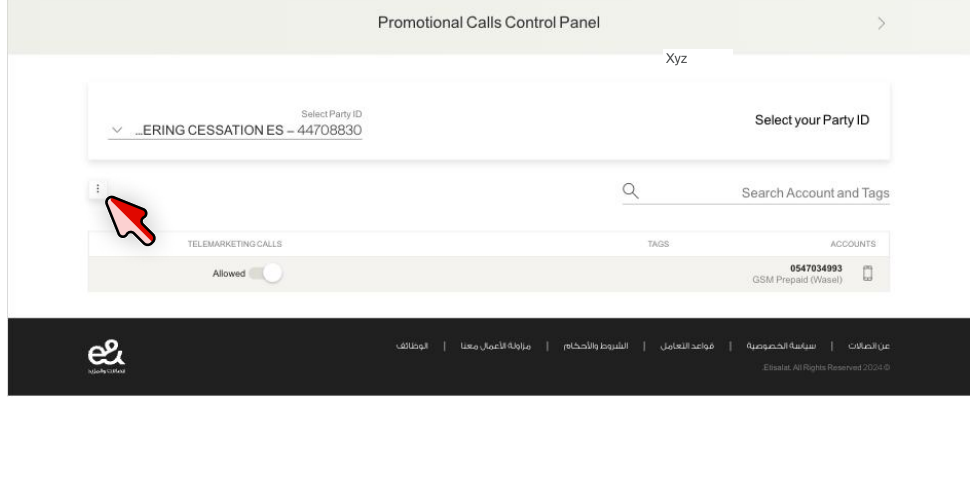 Promotional Calls Control Panel
Xyz
Select your Party ID
Select Party ID
...ERING CESSATION ES – 44708830
Search Account and Tags
ACCOUNTS
TAGS
TELEMARKETING CALLS
0547034993
GSM Prepaid (Wasel)
Allowed
عن اتصالات | سياسة الخصوصية | قواعد التعامل | الشروط والأحكام | مزاولة الأعمال معنا | الوظائف
.Etisalat. All Rights Reserved 2024 ©
e&
اتصالات والمزيد